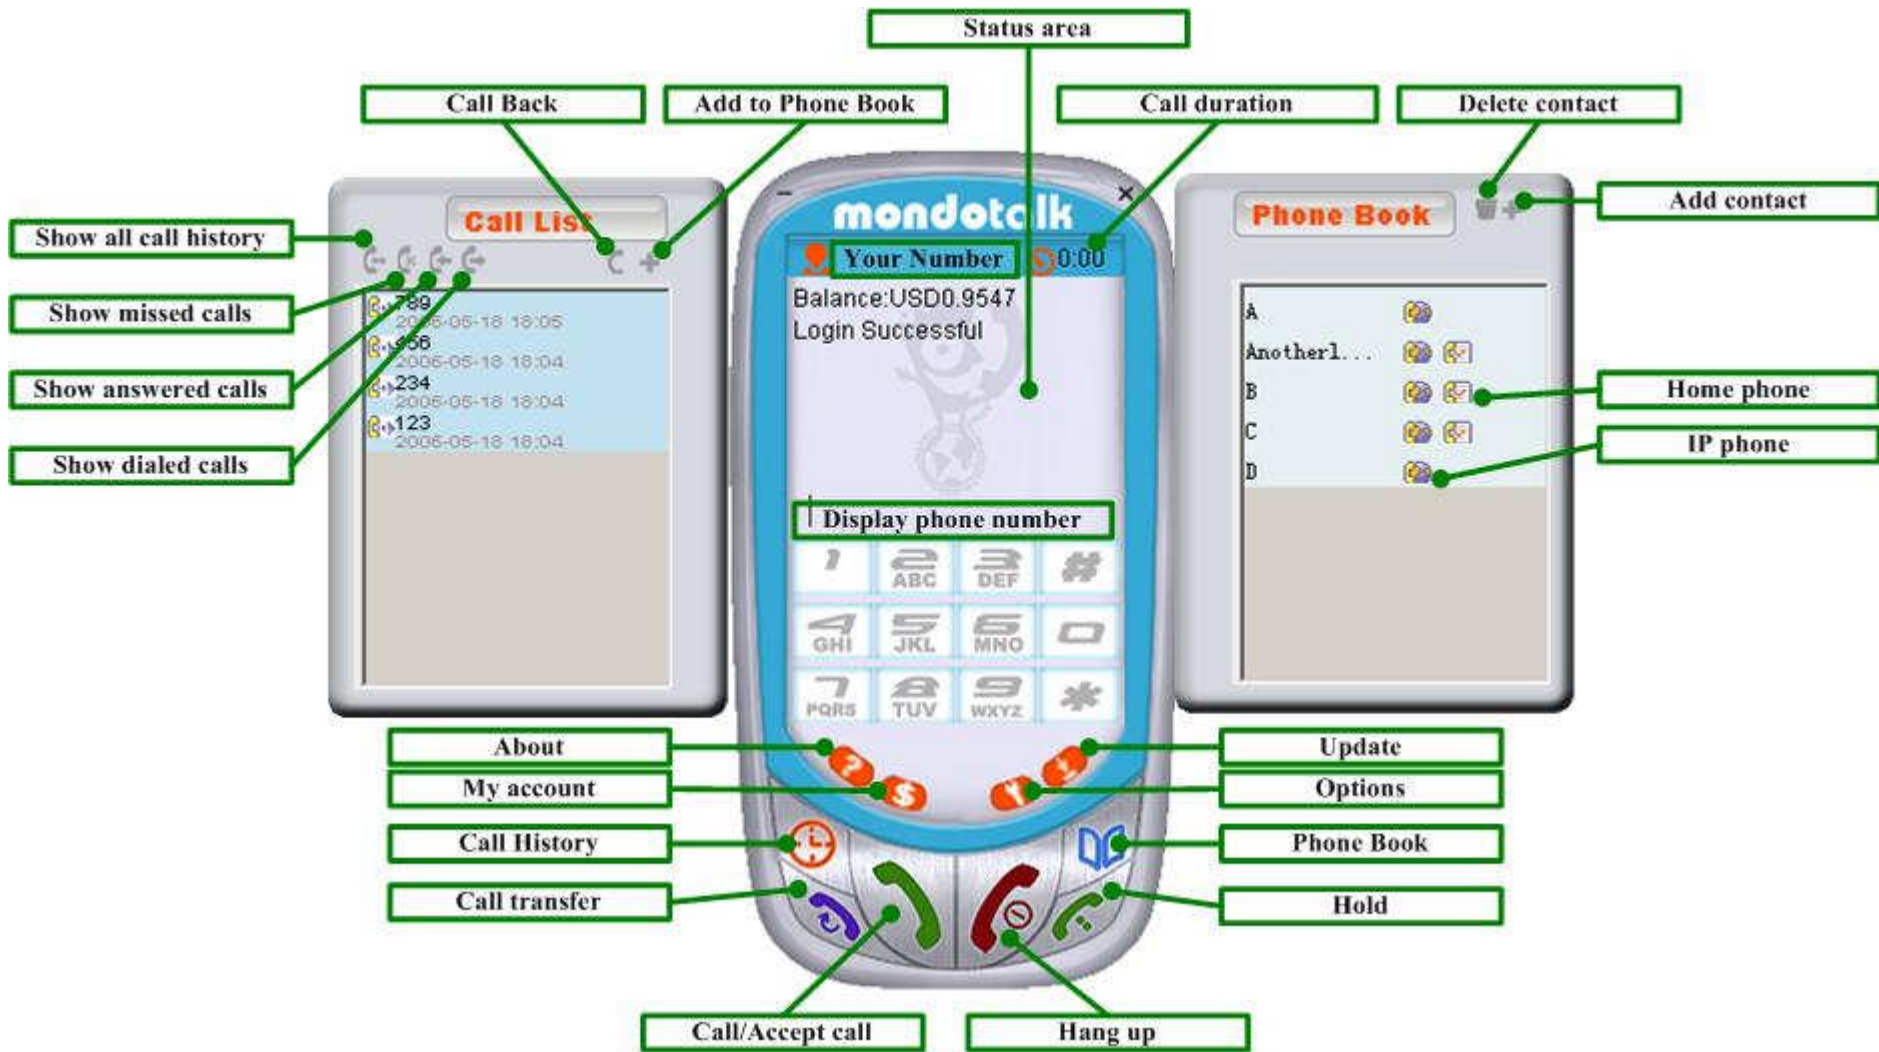 Status area
Call Back
Add to Phone Book
Call duration
Delete contact
Add contact
Show all call history
Show missed calls
Show answered calls
Show dialed calls
Call List
789
2006-05-18 18:05
456
2006-05-18 18:04
234
2006-05-18 18:04
123
2006-05-18 18:04
mondotalk
Your Number
0:00
Balance:USD0.9547
Login Successful
Display phone number
1 2 3 #
ABC DEF
4 5 6 0
GHI JKL MNO
7 8 9 *
PQRS TUV WXYZ
?
$
Phone Book
A
Anotherl...
B
C
D
Home phone
IP phone
About
My account
Call History
Call transfer
Update
Options
Phone Book
Hold
Call/Accept call
Hang up